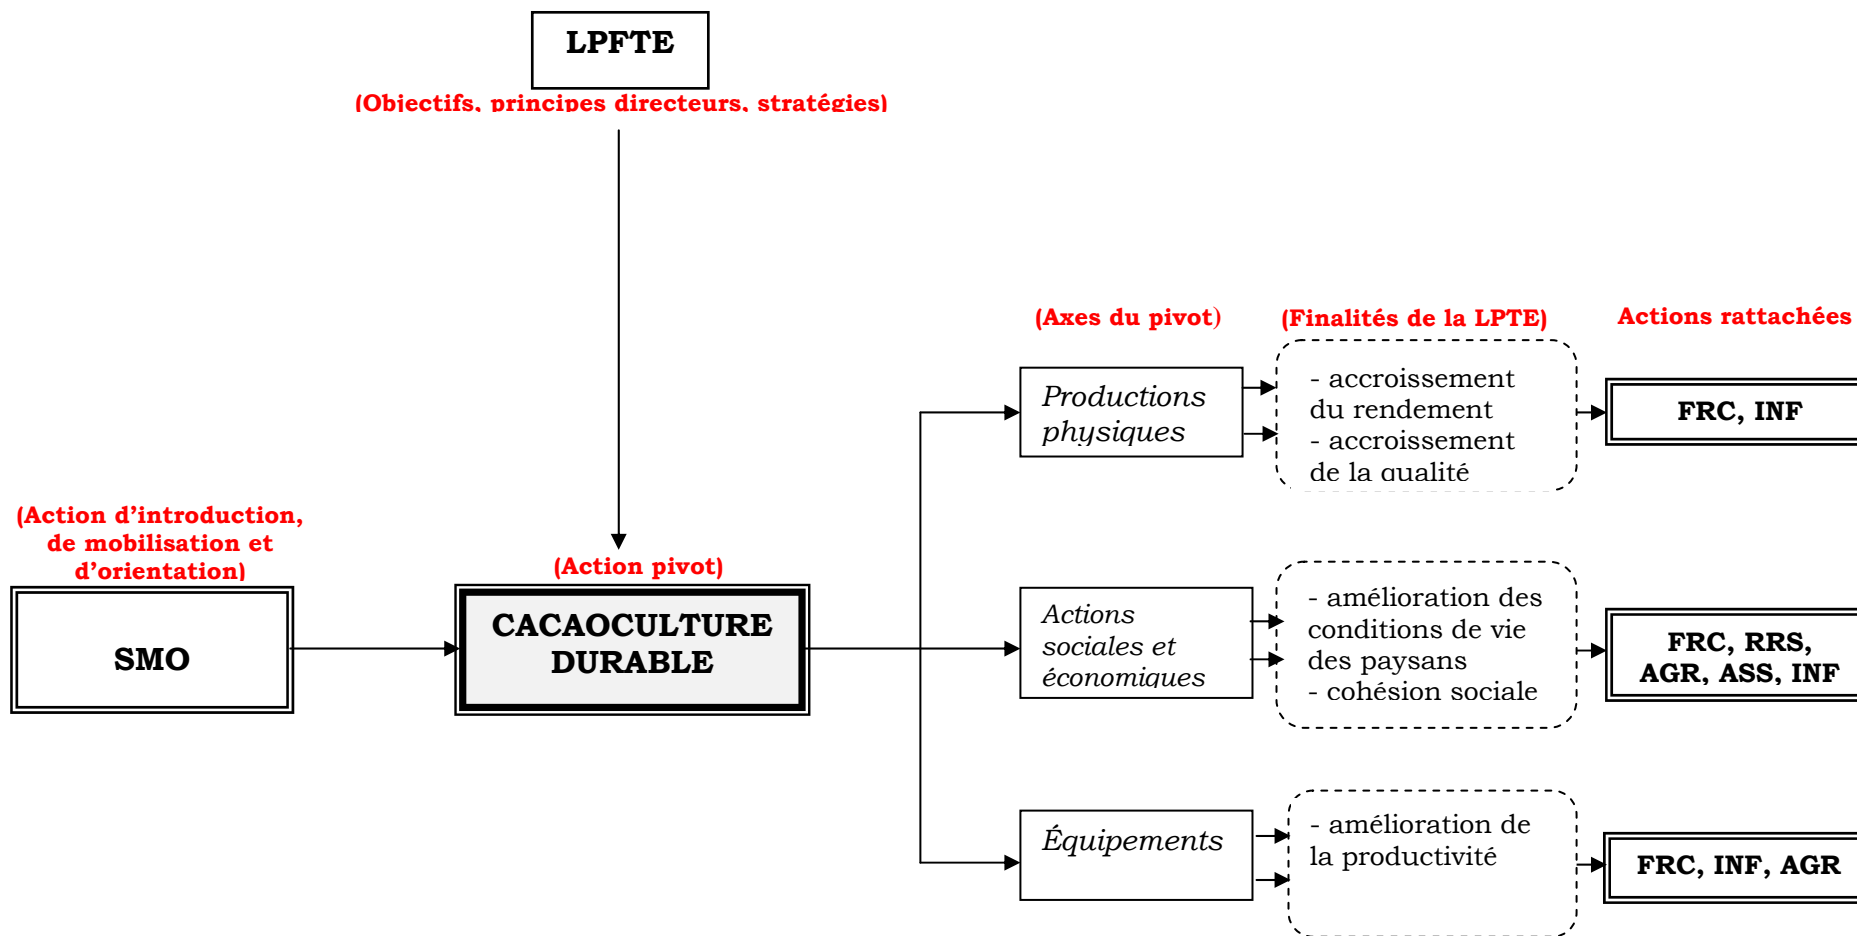 LPFTE
(Objectifs, principes directeurs, stratégies)
(Axes du pivot)
(Finalités de la LPTE)
Actions rattachées
Productions
physiques
- accroissement
du rendement
- accroissement
de la qualité
FRC, INF
(Action d’introduction,
de mobilisation et
d’orientation)
SMO
(Action pivot)
CACAOCULTURE
DURABLE
Actions
sociales et
économiques
- amélioration des
conditions de vie
des paysans
- cohésion sociale
FRC, RRS,
AGR, ASS, INF
Équipements
- amélioration de
la productivité
FRC, INF, AGR